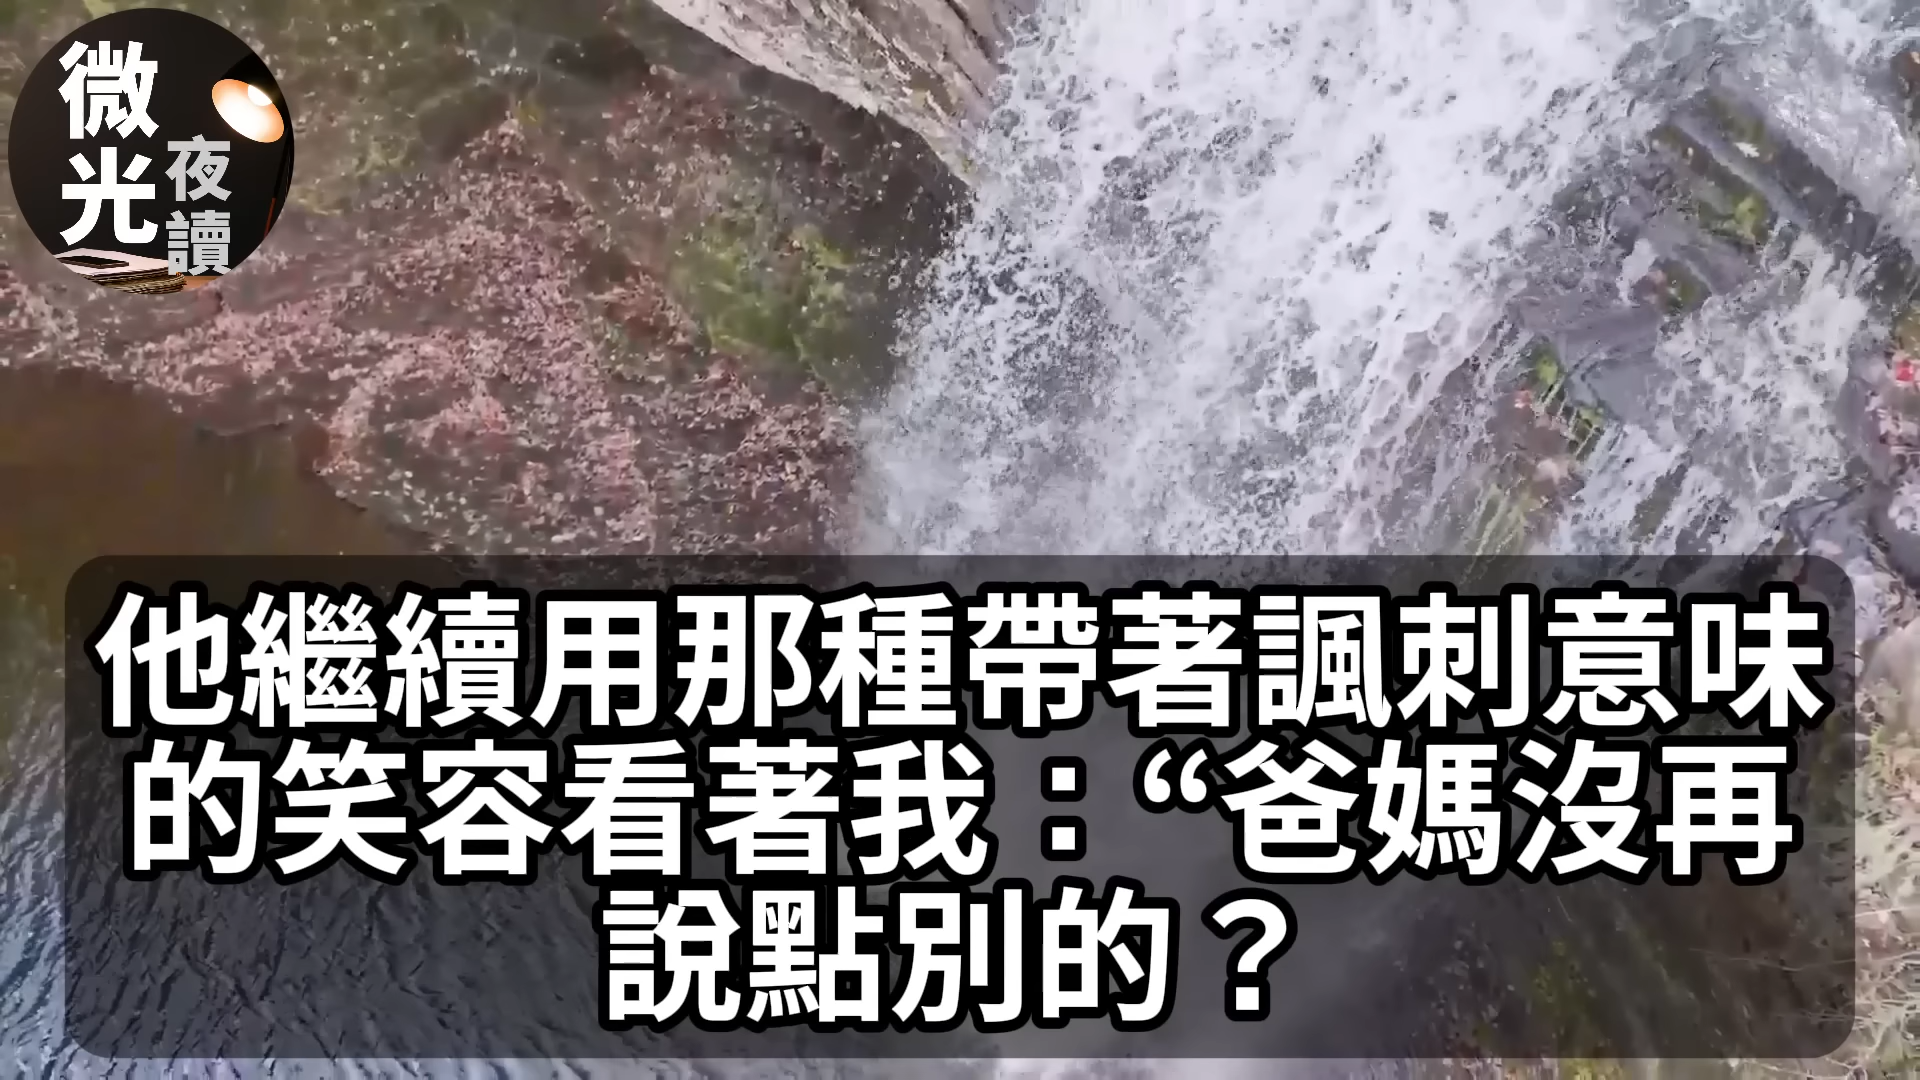 微光
夜讀
他繼續用那種帶著諷刺意味
的笑容看著我：“爸媽沒再
說點別的？